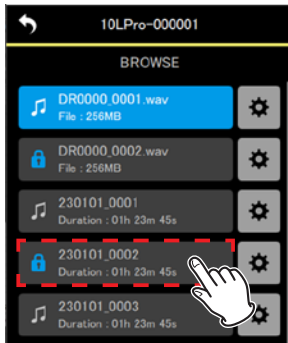 10LPro-000001
BROWSE
DR0000_0001.wav
File : 256MB
DR0000_0002.wav
File : 256MB
230101_0001
Duration : 01h 23m 45s
230101_0002
Duration : 01h 23m 45s
230101_0003
Duration : 01h 23m 45s